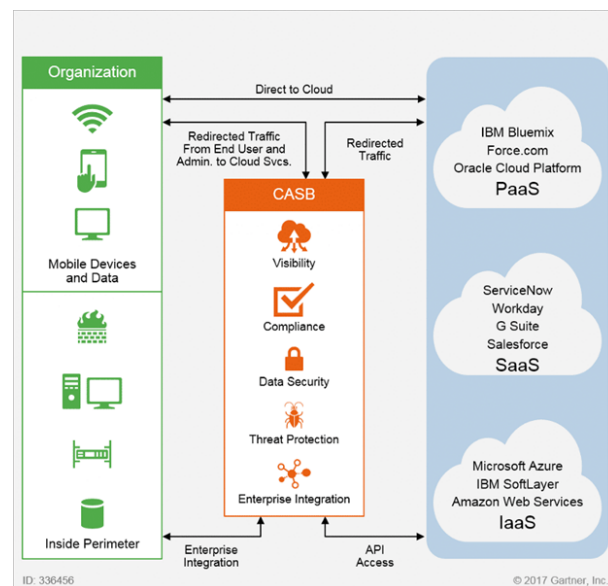 Organization
Mobile Devices
and Data
Inside Perimeter
Direct to Cloud
Redirected Traffic
From End User and
Admin. to Cloud Svcs.
Redirected
Traffic
CASB
Visibility
Compliance
Data Security
Threat Protection
Enterprise Integration
Enterprise
Integration
API
Access
IBM Bluemix
Force.com
Oracle Cloud Platform
PaaS
ServiceNow
Workday
G Suite
Salesforce
SaaS
Microsoft Azure
IBM SoftLayer
Amazon Web Services
IaaS
ID: 336456
© 2017 Gartner, Inc.